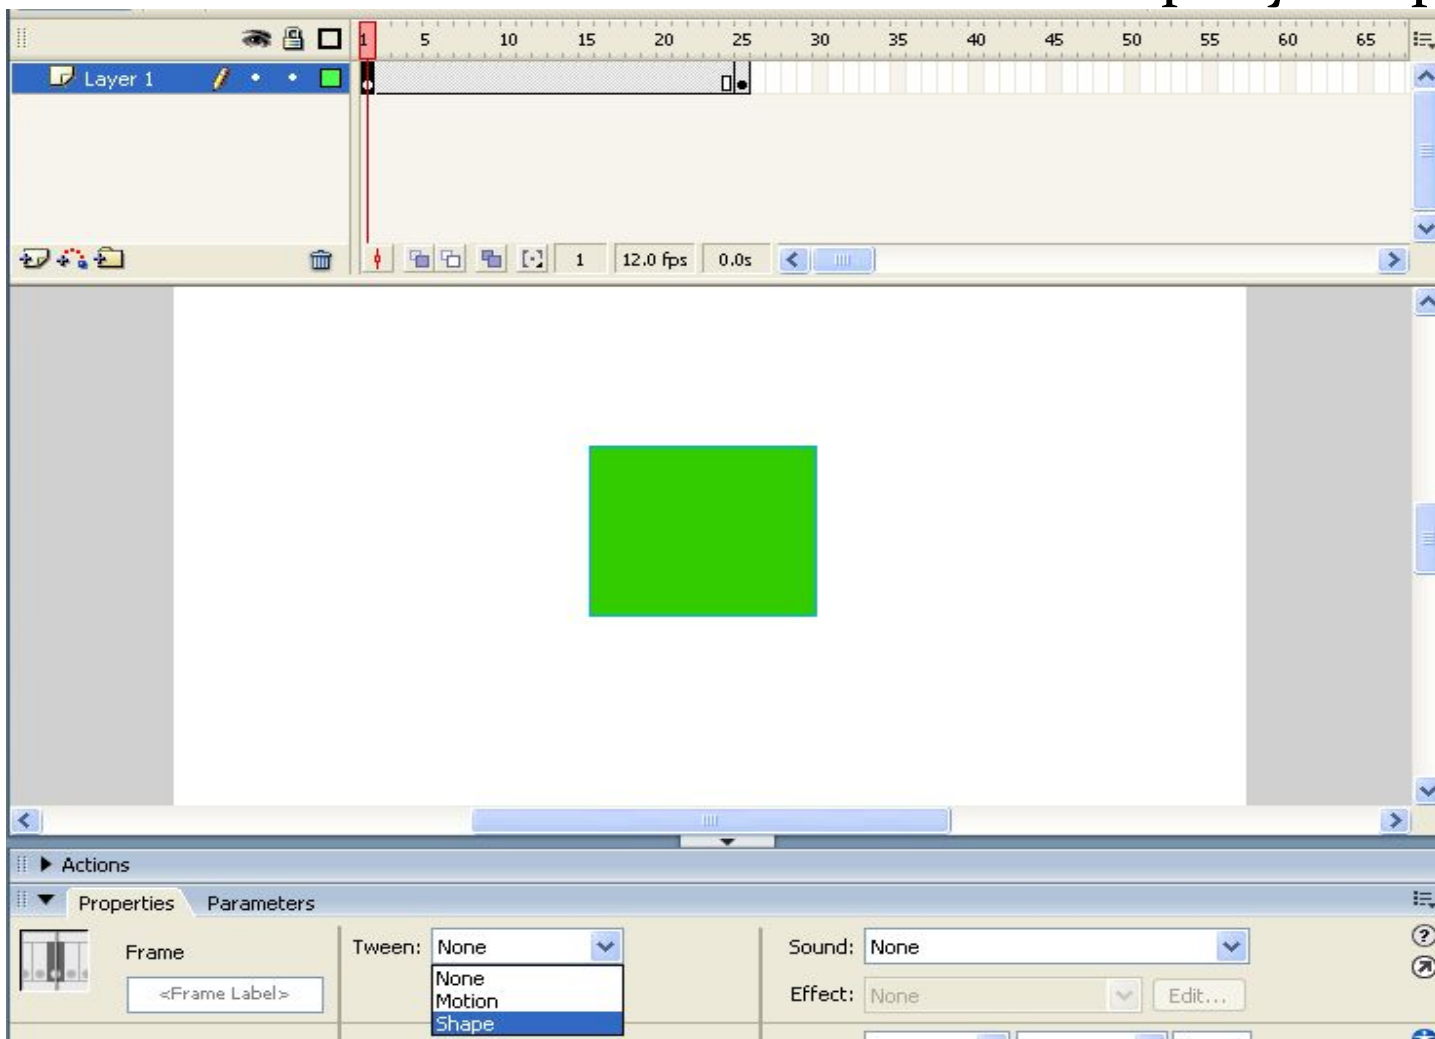 1 5 10 15 20 25 30 35 40 45 50 55 60 65
Layer 1
1 12.0 fps 0.0s
Actions
Properties Parameters
Frame
<Frame Label>
Tween: None
None
Motion
Shape
Sound: None
Effect: None Edit...